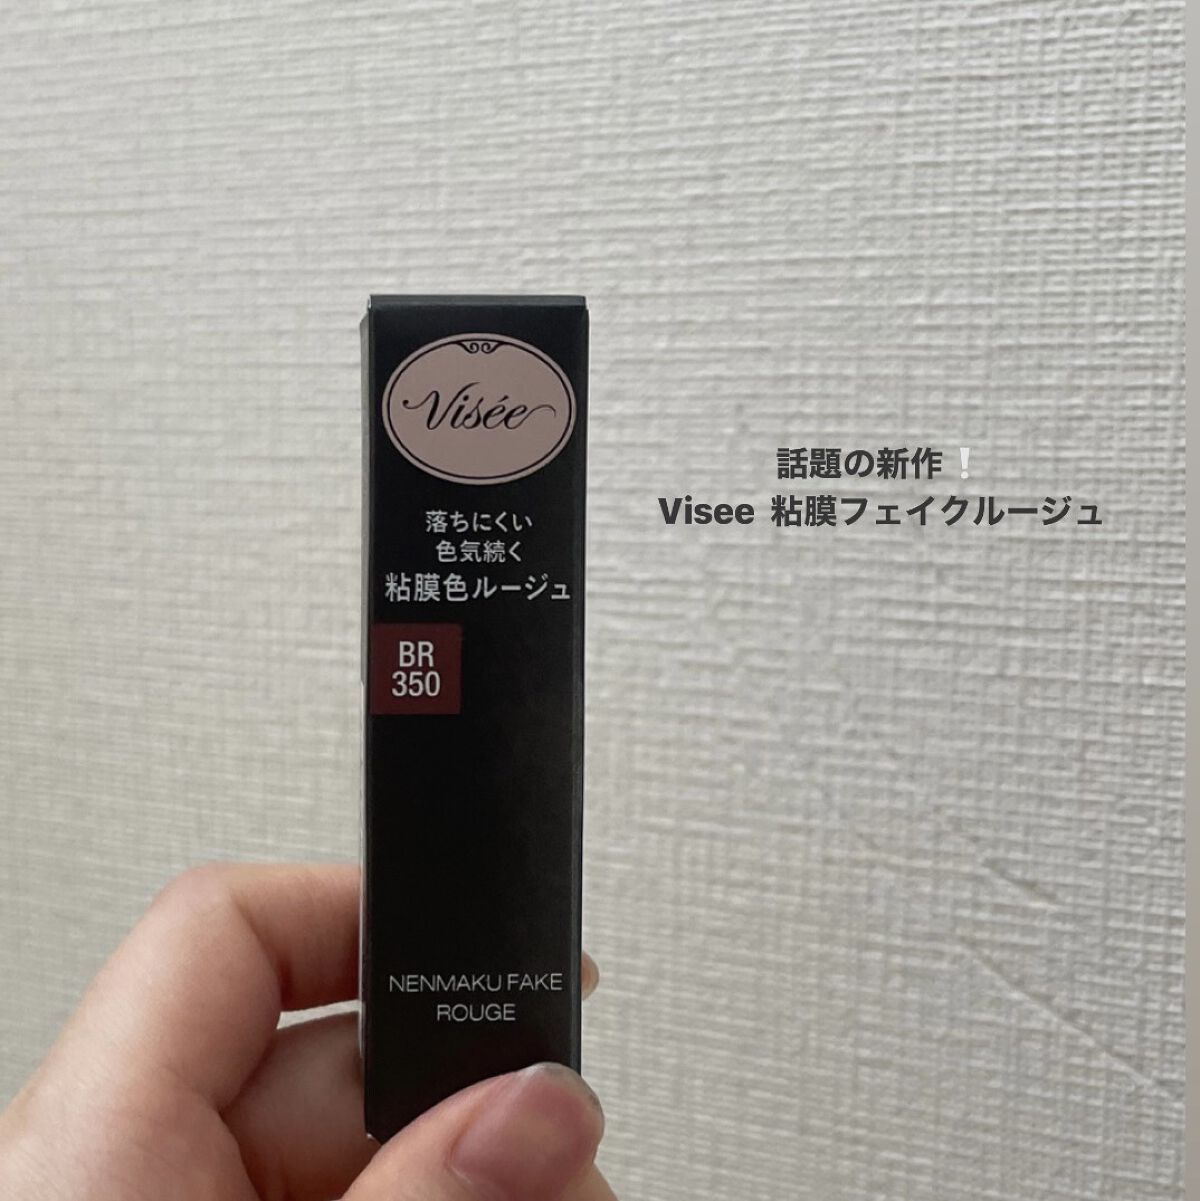 Visée
落ちにくい
色気続く
粘膜色ルージュ
BR
350
NENMAKU FAKE
ROUGE
話題の新作❕
Visee 粘膜フェイクルージュ